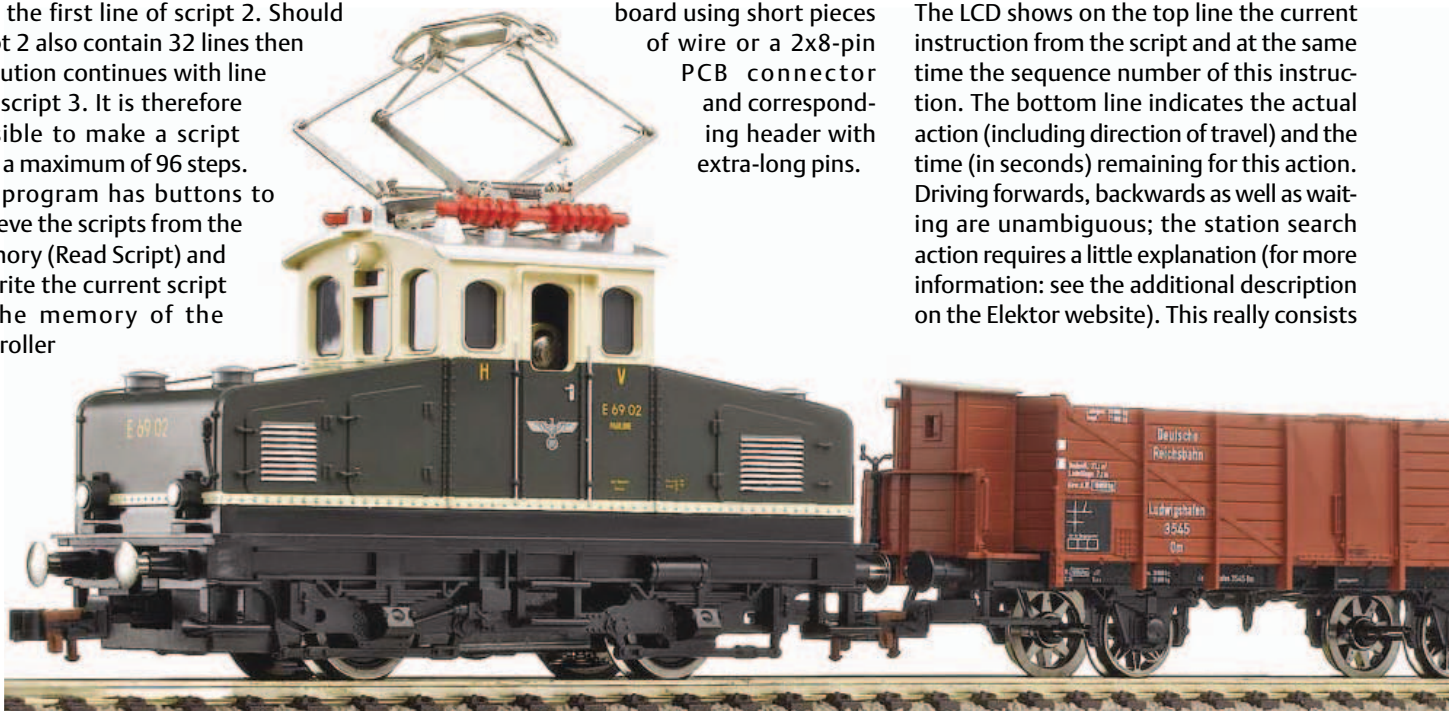 the first line of script 2. Should
t 2 also contain 32 lines then
ution continues with line
script 3. It is therefore
sible to make a script
a maximum of 96 steps.
program has buttons to
eve the scripts from the
nory (Read Script) and
rite the current script
he memory of the
roller
board using short pieces
of wire or a 2x8-pin
PCB connector
and correspond-
ing header with
extra-long pins.
The LCD shows on the top line the current
instruction from the script and at the same
time the sequence number of this instruc-
tion. The bottom line indicates the actual
action (including direction of travel) and the
time (in seconds) remaining for this action.
Driving forwards, backwards as well as wait-
ing are unambiguous; the station search
action requires a little explanation (for more
information: see the additional description
on the Elektor website). This really consists
E 69 02
H
V
E 69 02
Deutsche
Reichsbahn
Ludwigshafen
3545
Om